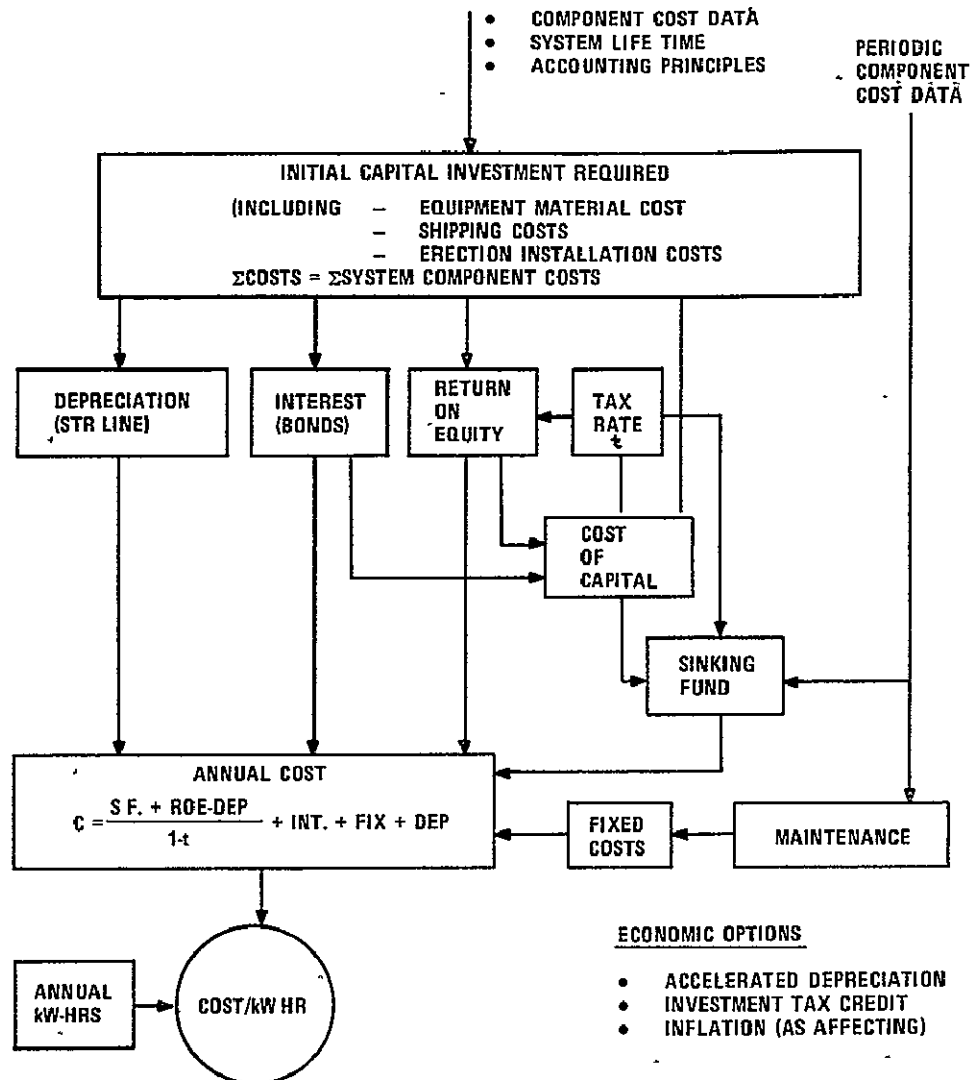 • COMPONENT COST DATA
• SYSTEM LIFE TIME
• ACCOUNTING PRINCIPLES
PERIODIC
COMPONENT
COST DATA
INITIAL CAPITAL INVESTMENT REQUIRED
(INCLUDING – EQUIPMENT MATERIAL COST
– SHIPPING COSTS
– ERECTION INSTALLATION COSTS
ΣCOSTS = ΣSYSTEM COMPONENT COSTS
DEPRECIATION
(STR LINE)
INTEREST
(BONDS)
RETURN
ON
EQUITY
TAX
RATE
t
COST
OF
CAPITAL
SINKING
FUND
ANNUAL COST
C = S F. + ROE-DEP / 1-t + INT. + FIX + DEP
FIXED
COSTS
MAINTENANCE
ANNUAL
kW-HRS
COST/kW HR
ECONOMIC OPTIONS
• ACCELERATED DEPRECIATION
• INVESTMENT TAX CREDIT
• INFLATION (AS AFFECTING)